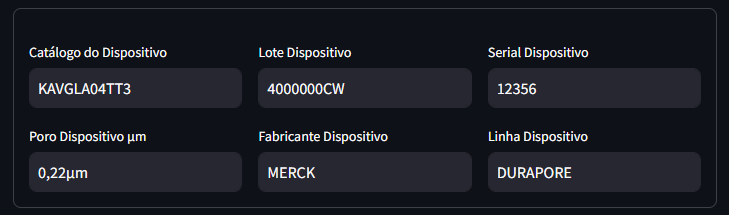 Catálogo do Dispositivo Lote Dispositivo Serial Dispositivo
KAVGLA04TT3 4000000CW 12356
Poro Dispositivo µm Fabricante Dispositivo Linha Dispositivo
0,22µm MERCK DURAPORE